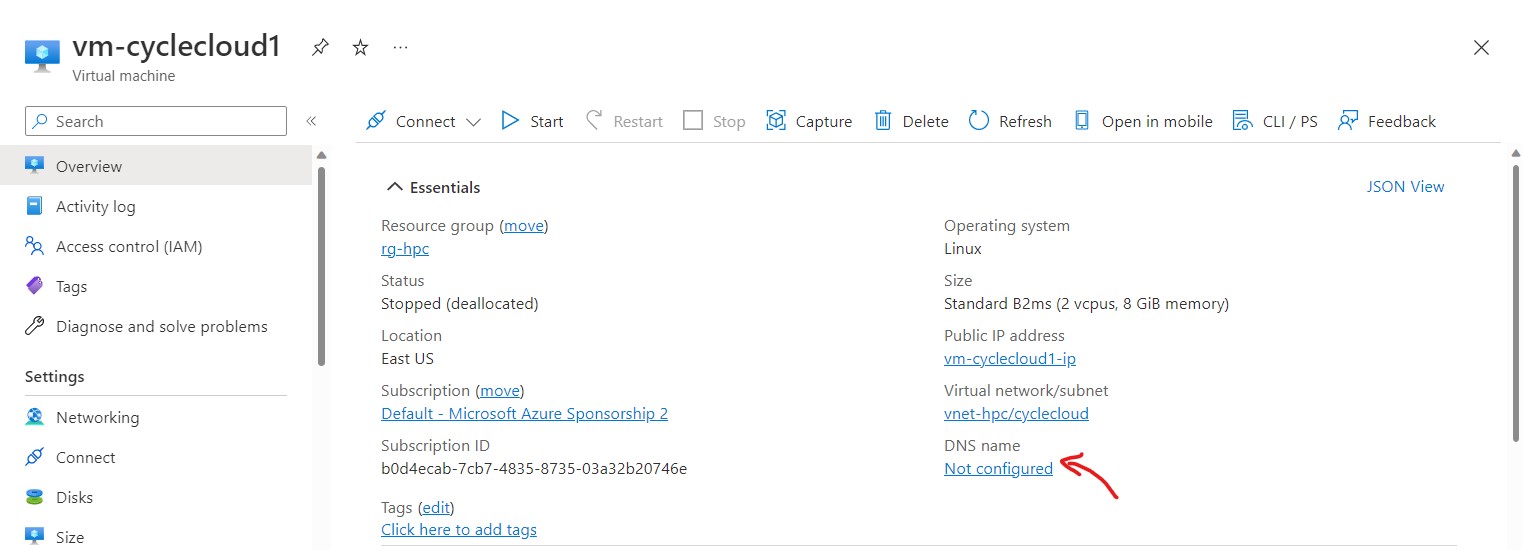 vm-cyclecloud1
Virtual machine
Search
Overview
Activity log
Access control (IAM)
Tags
Diagnose and solve problems
Settings
Networking
Connect
Disks
Size
Connect Start Restart Stop Capture Delete Refresh Open in mobile CLI / PS Feedback
Essentials
JSON View
Resource group (move)
rg-hpc
Status
Stopped (deallocated)
Location
East US
Subscription (move)
Default - Microsoft Azure Sponsorship 2
Subscription ID
b0d4ecab-7cb7-4835-8735-03a32b20746e
Operating system
Linux
Size
Standard B2ms (2 vcpus, 8 GiB memory)
Public IP address
vm-cyclecloud1-ip
Virtual network/subnet
vnet-hpc/cyclecloud
DNS name
Not configured
Tags (edit)
Click here to add tags